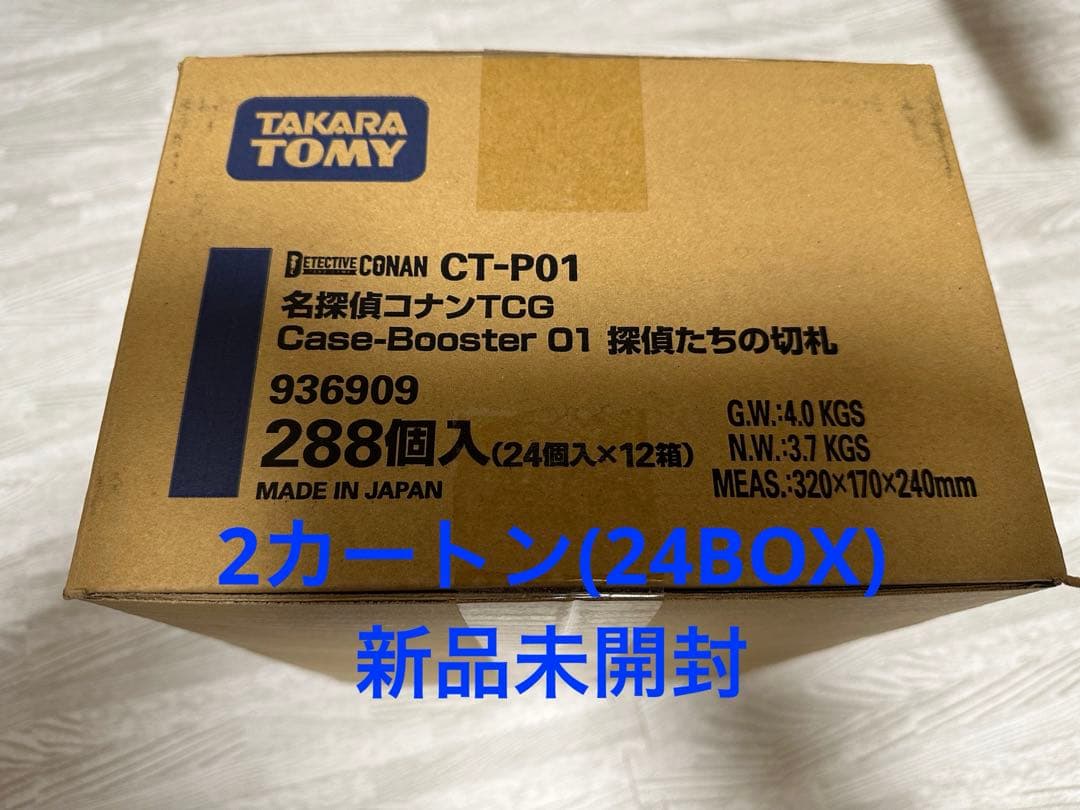 TAKARA
TOMY
DETECTIVE CONAN CT-P01
名探偵コナンTCG
Case-Booster 01 探偵たちの切札
936909
288個入(24個入×12箱)
MADE IN JAPAN
G.W.:4.0 KGS
N.W.:3.7 KGS
MEAS.:320×170×240mm
2カートン(24BOX)
新品未開封